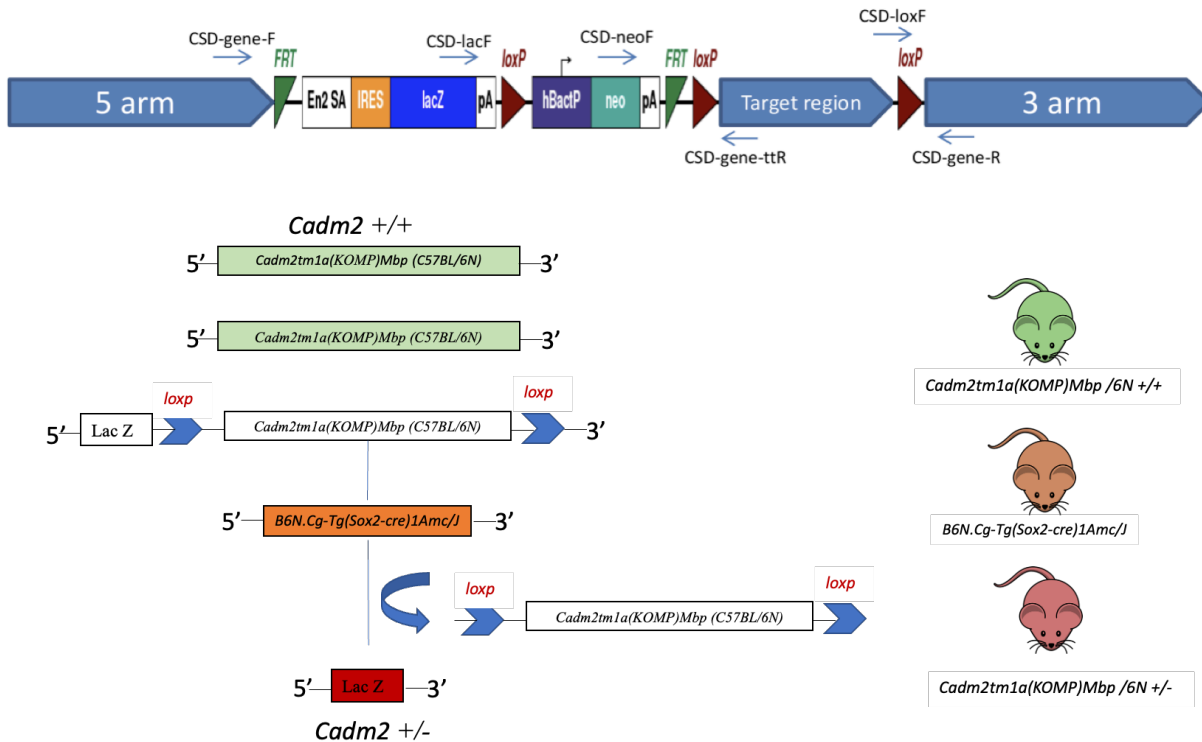 CSD-gene-F
FRT
CSD-lacF
loxP
CSD-neoF
FRT
loxP
CSD-loxF
loxP
5 arm
En2 SA
IRES
lacZ
pA
hBactP
neo
pA
Target region
3 arm
CSD-gene-ttR
CSD-gene-R
Cadm2 +/+
5’ Cadm2tm1a(KOMP)Mbp (C57BL/6N) 3’
5’ Cadm2tm1a(KOMP)Mbp (C57BL/6N) 3’
loxp
loxp
5’ Lac Z Cadm2tm1a(KOMP)Mbp (C57BL/6N) 3’
5’ B6N.Cg-Tg(Sox2-cre)1Amc/J 3’
loxp
loxp
Cadm2tm1a(KOMP)Mbp (C57BL/6N)
5’ Lac Z 3’
Cadm2 +/-
Cadm2tm1a(KOMP)Mbp /6N +/+
B6N.Cg-Tg(Sox2-cre)1Amc/J
Cadm2tm1a(KOMP)Mbp /6N +/-